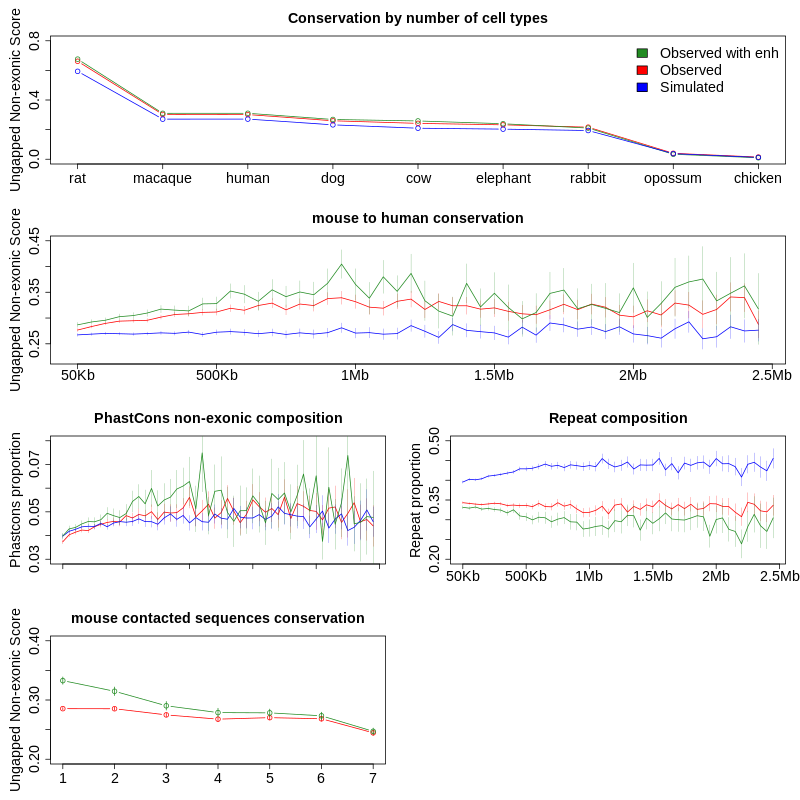 Conservation by number of cell types
Ungapped Non-exonic Score
0.8
0.4
0.0
Observed with enh
Observed
Simulated
rat macaque human dog cow elephant rabbit opossum chicken
mouse to human conservation
Ungapped Non-exonic Score
0.45
0.35
0.25
50Kb 500Kb 1Mb 1.5Mb 2Mb 2.5Mb
PhastCons non-exonic composition
Phastcons proportion
0.07
0.05
0.03
Repeat composition
Repeat proportion
0.50
0.35
0.20
50Kb 500Kb 1Mb 1.5Mb 2Mb 2.5Mb
mouse contacted sequences conservation
Ungapped Non-exonic Score
0.40
0.30
0.20
1 2 3 4 5 6 7